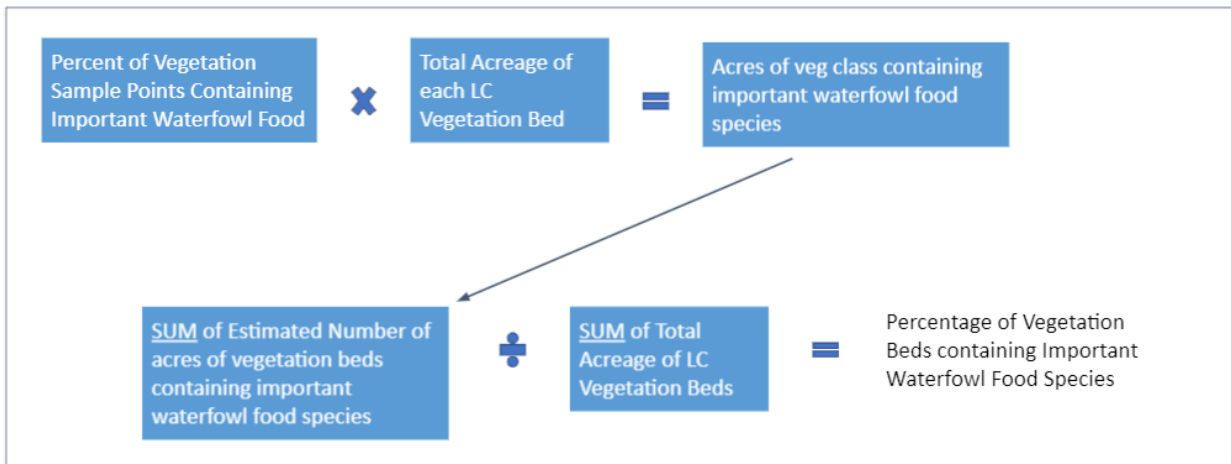 Percent of Vegetation
Sample Points Containing
Important Waterfowl Food
Total Acreage of
each LC
Vegetation Bed
Acres of veg class containing
important waterfowl food
species
SUM of Estimated Number of
acres of vegetation beds
containing important
waterfowl food species
SUM of Total
Acreage of LC
Vegetation Beds
Percentage of Vegetation
Beds containing Important
Waterfowl Food Species